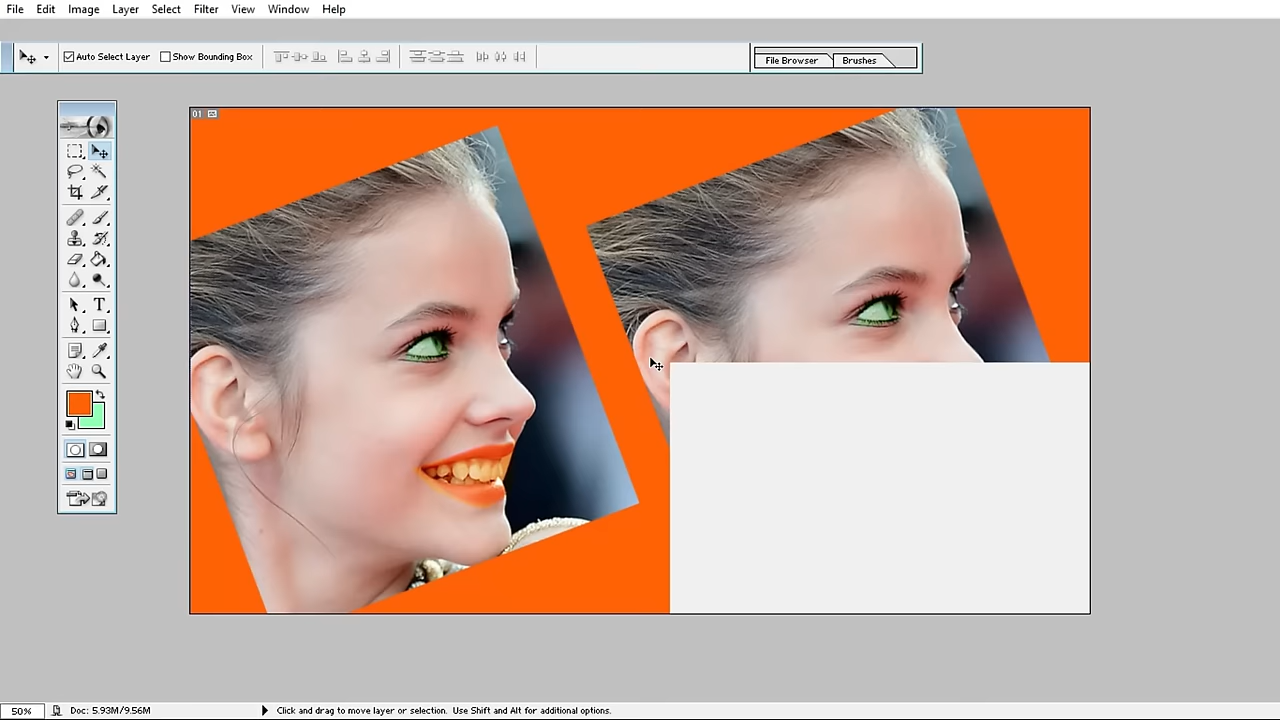 File Edit Image Layer Select Filter View Window Help
Auto Select Layer Show Bounding Box File Browser Brushes
01
50% Doc: 5.93M/9.56M Click and drag to move layer or selection. Use Shift and Alt for additional options.